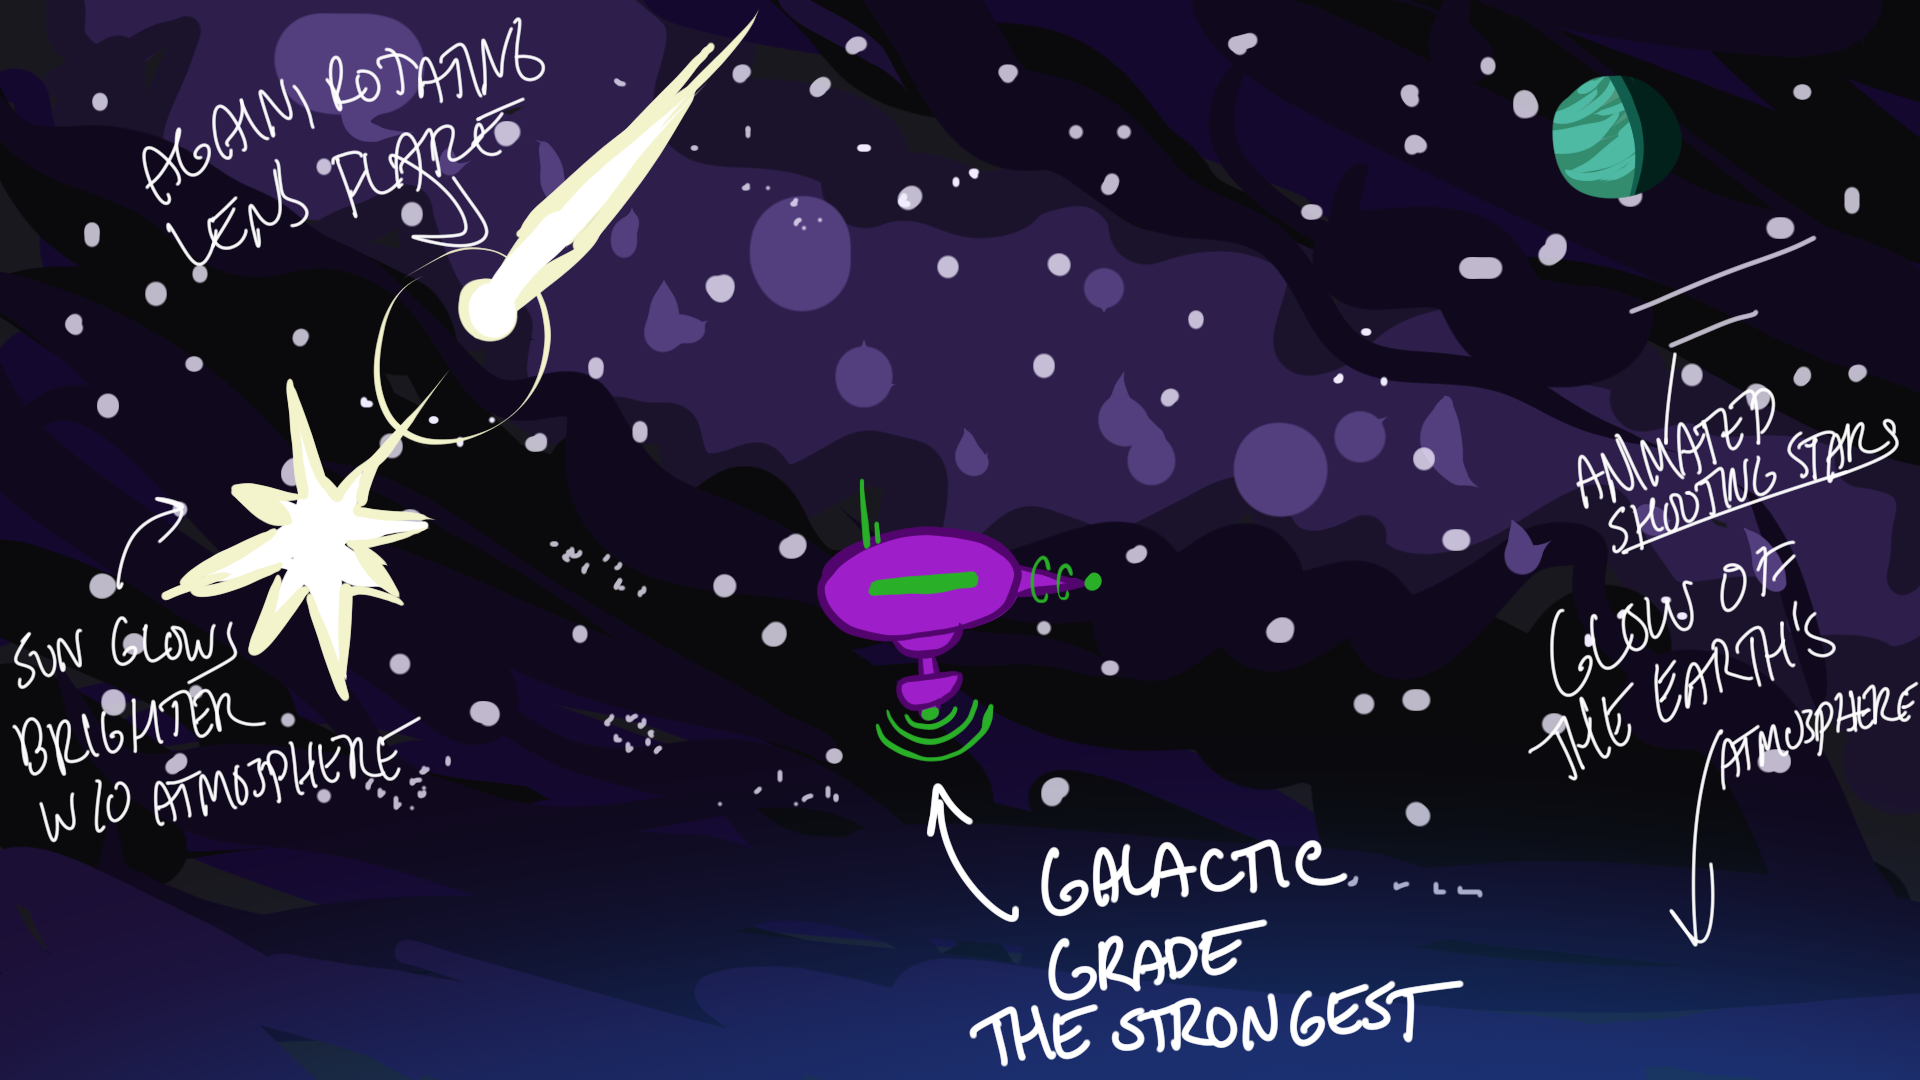 AGAIN, ROTATING
LENS FLARE
SUN GLOWS
BRIGHTER
W/O ATMOSPHERE
ANIMATED
SHOOTING STARS
GLOW OF
THE EARTH'S
ATMOSPHERE
GALACTIC
GRADE
THE STRONGEST